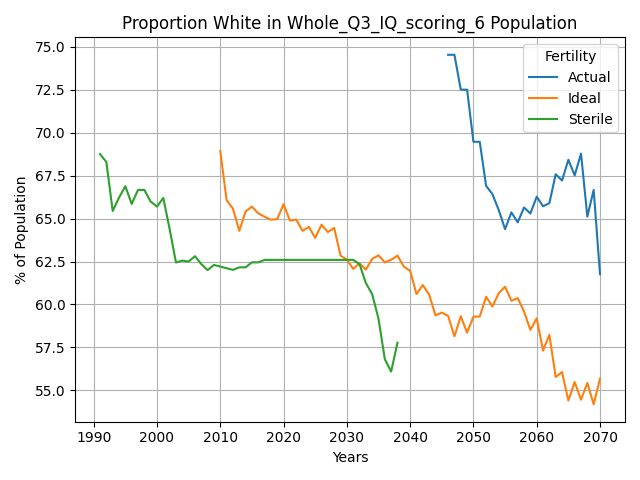 Proportion White in Whole_Q3_IQ_scoring_6 Population
75.0
72.5
70.0
67.5
65.0
62.5
60.0
57.5
55.0
% of Population
Fertility
Actual
Ideal
Sterile
1990 2000 2010 2020 2030 2040 2050 2060 2070
Years